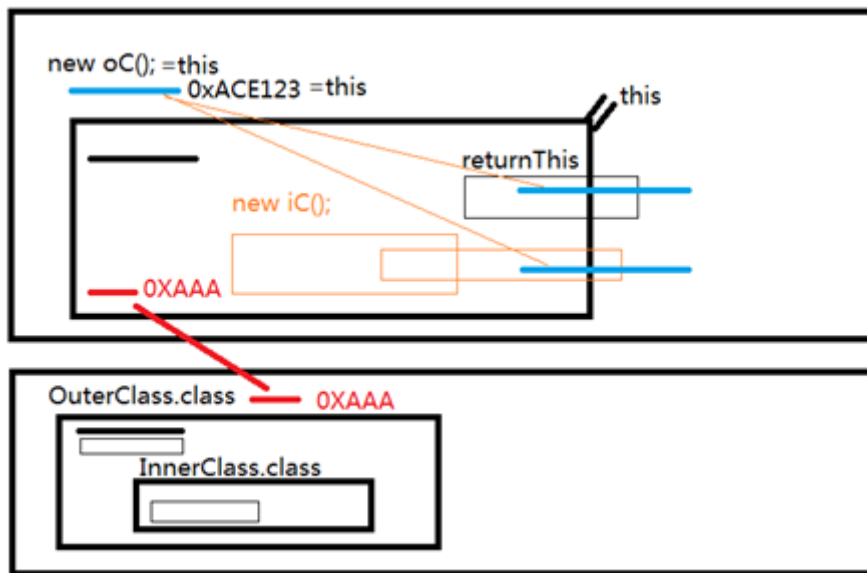 new oC(); =this
0xACE123 =this
this
returnThis
new iC();
0XAAA
OuterClass.class
0XAAA
InnerClass.class